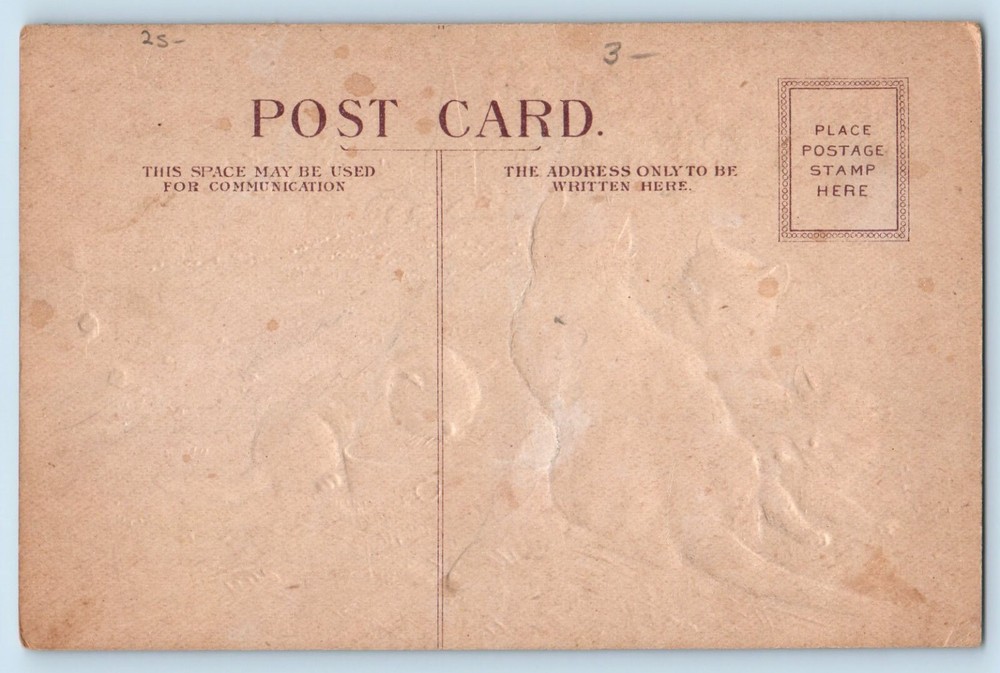 25-
3-
POST CARD.
THIS SPACE MAY BE USED
FOR COMMUNICATION
THE ADDRESS ONLY TO BE
WRITTEN HERE.
PLACE
POSTAGE
STAMP
HERE